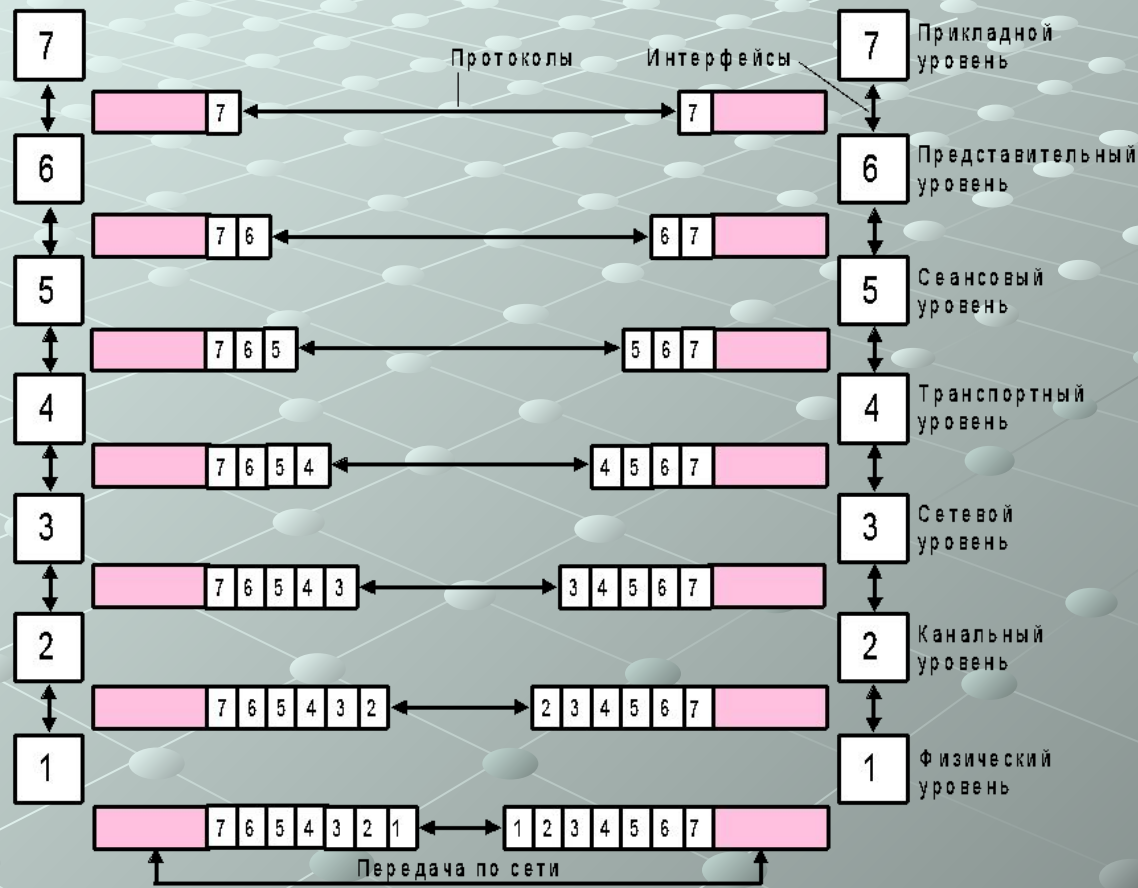 7 7 Прикладной
уровень
Протоколы Интерфейсы
7 7
6 6 Представительный
уровень
7 6 6 7
5 5 Сеансовый
уровень
7 6 5 5 6 7
4 4 Транспортный
уровень
7 6 5 4 4 5 6 7
3 3 Сетевой
уровень
7 6 5 4 3 3 4 5 6 7
2 2 Канальный
уровень
7 6 5 4 3 2 2 3 4 5 6 7
1 1 Физический
уровень
7 6 5 4 3 2 1 1 2 3 4 5 6 7
Передача по сети